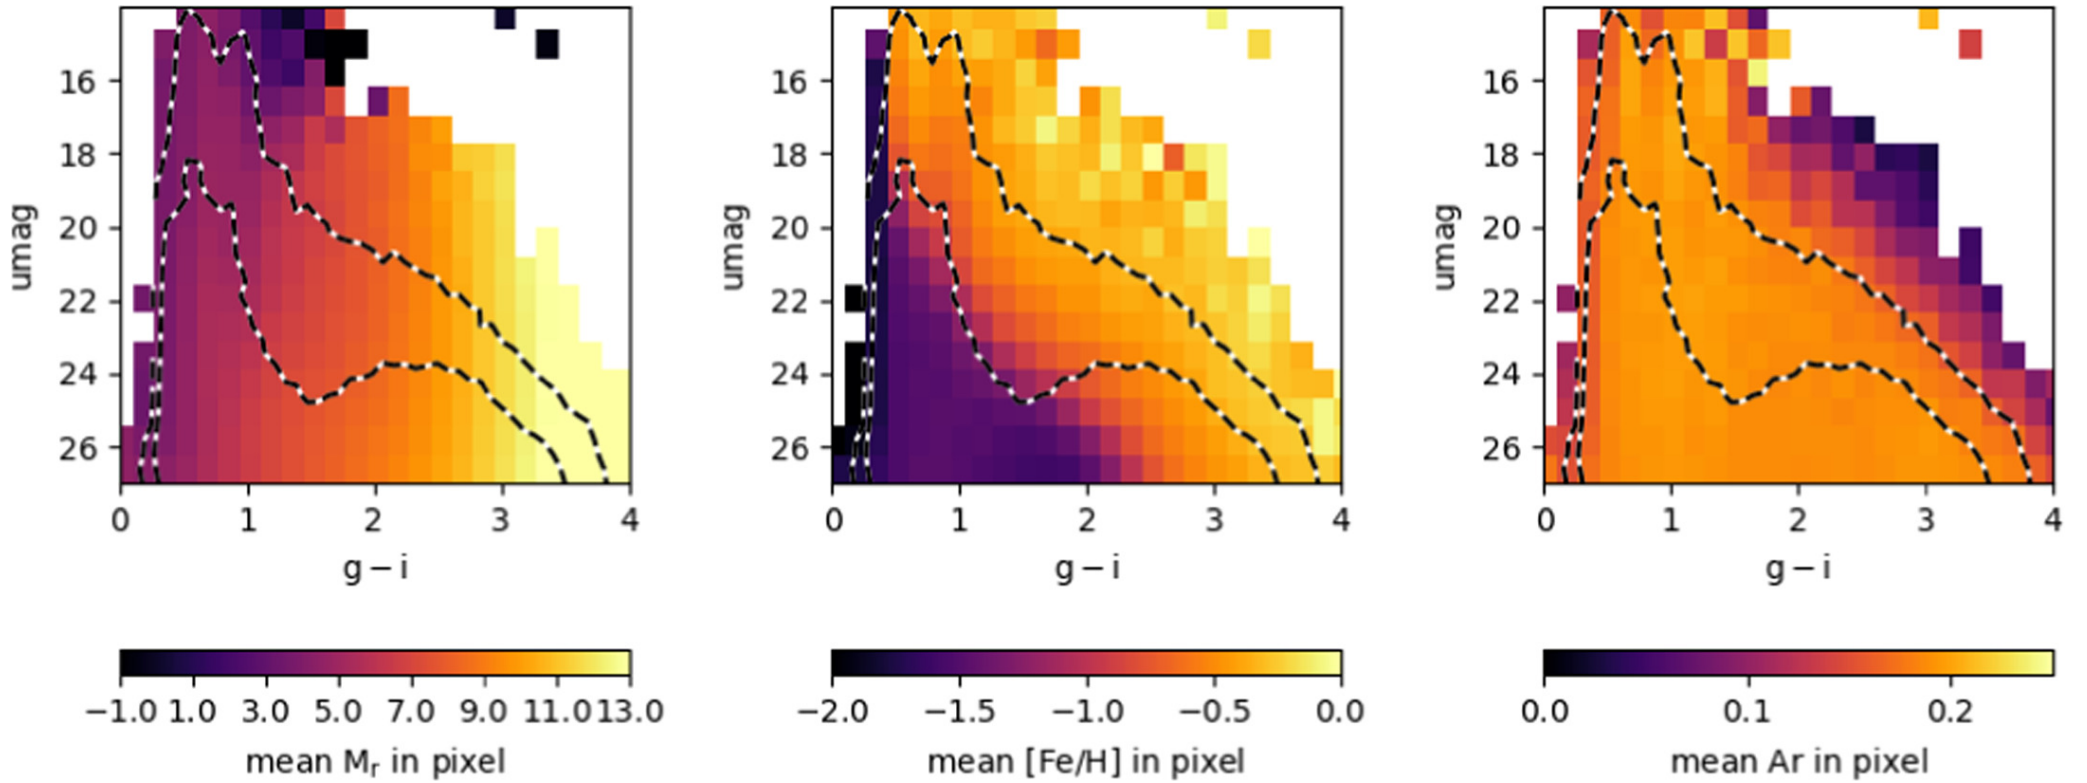 umag
16
18
20
22
24
26
0 1 2 3 4
g − i
−1.0 1.0 3.0 5.0 7.0 9.0 11.0 13.0
mean Mr in pixel
umag
16
18
20
22
24
26
0 1 2 3 4
g − i
−2.0 −1.5 −1.0 −0.5 0.0
mean [Fe/H] in pixel
umag
16
18
20
22
24
26
0 1 2 3 4
g − i
0.0 0.1 0.2
mean Ar in pixel